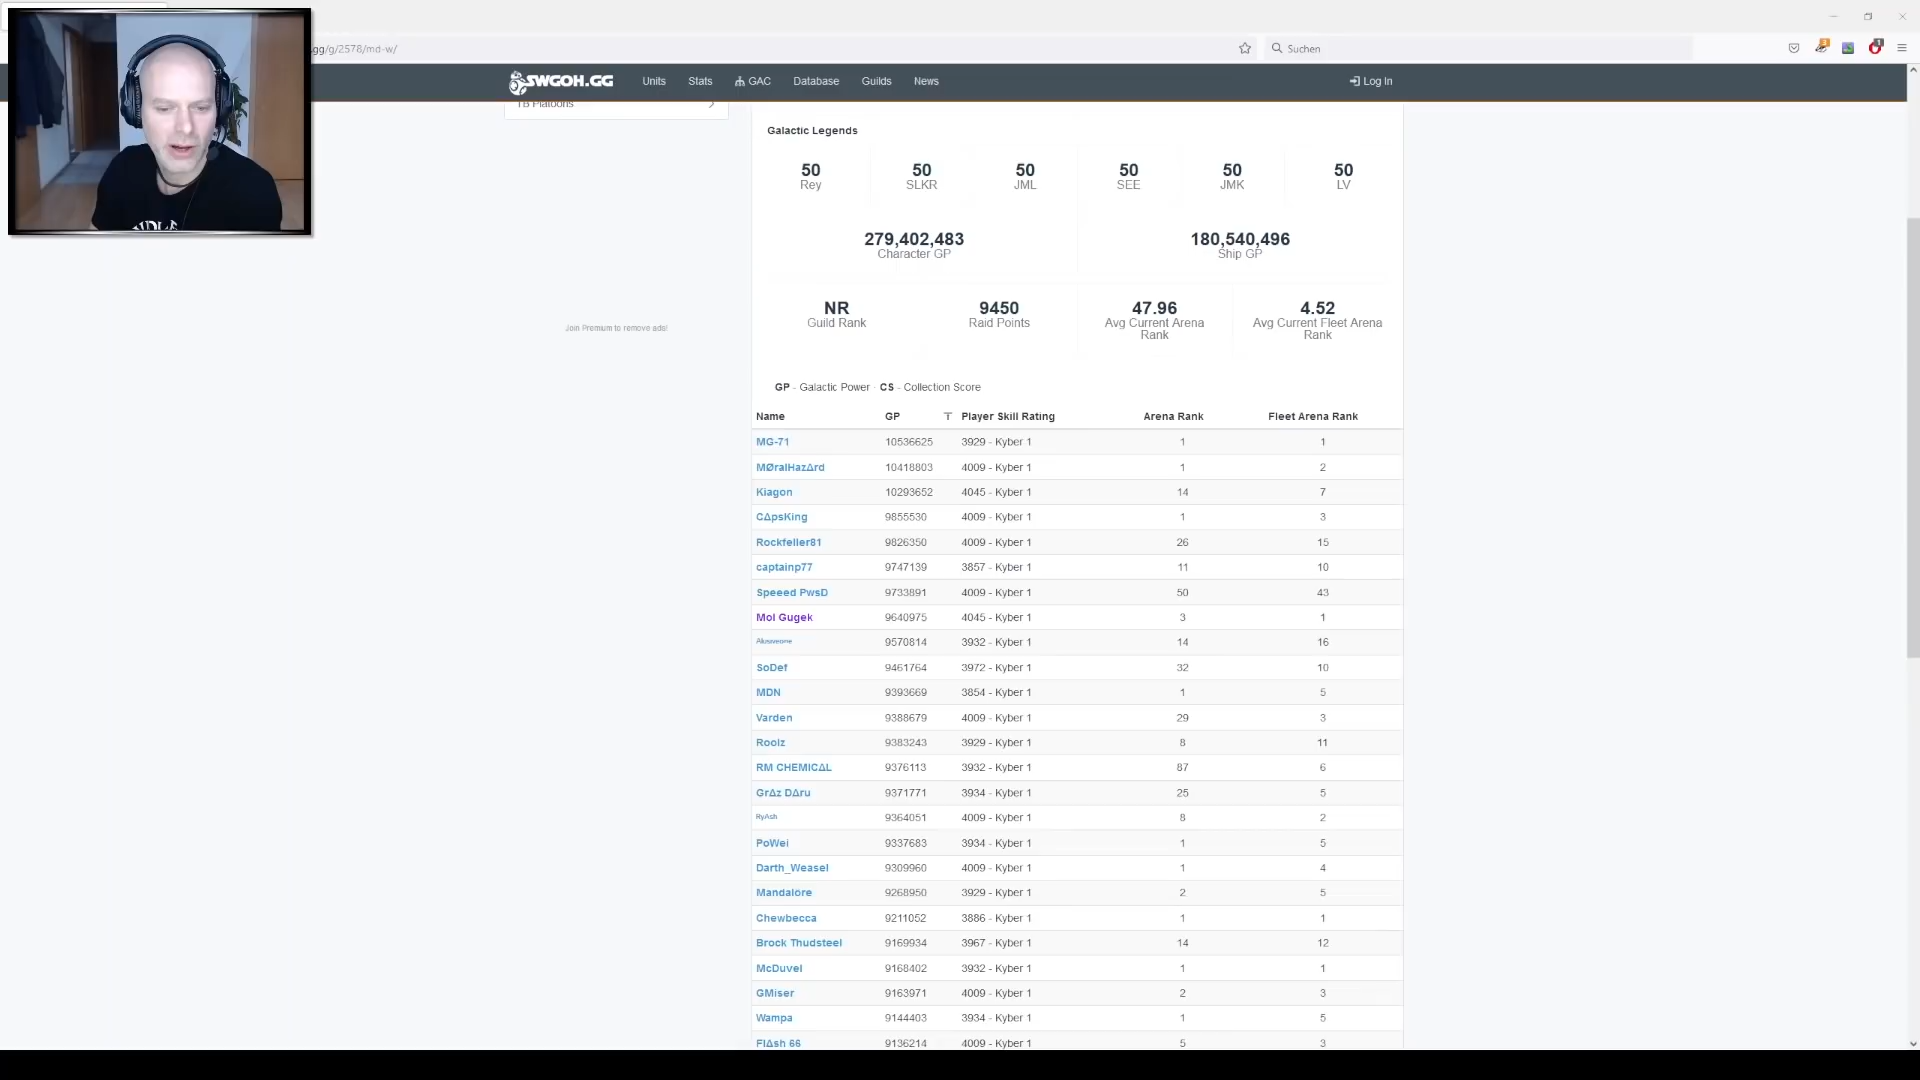 gg/g/2578/md-w/
Suchen
SWGOH.GG
Units
Stats
GAC
Database
Guilds
News
Log In
TB Platoons
Join Premium to remove ads!
Galactic Legends
50 50 50 50 50 50
Rey SLKR JML SEE JMK LV
279,402,483 180,540,496
Character GP Ship GP
NR 9450 47.96 4.52
Guild Rank Raid Points Avg Current Arena Rank Avg Current Fleet Arena Rank
GP - Galactic Power · CS - Collection Score
Name GP Player Skill Rating Arena Rank Fleet Arena Rank
MG-71 10536625 3929 - Kyber 1 1 1
MØralHazΔrd 10418803 4009 - Kyber 1 1 2
Kiagon 10293652 4045 - Kyber 1 14 7
CΔpsKing 9855530 4009 - Kyber 1 1 3
Rockfeller81 9826350 4009 - Kyber 1 26 15
captainp77 9747139 3857 - Kyber 1 11 10
Speeed PwsD 9733891 4009 - Kyber 1 50 43
Mol Gugek 9640975 4045 - Kyber 1 3 1
9570814 3932 - Kyber 1 14 16
SoDef 9461764 3972 - Kyber 1 32 10
MDN 9393669 3854 - Kyber 1 1 5
Varden 9388679 4009 - Kyber 1 29 3
Roolz 9383243 3929 - Kyber 1 8 11
RM CHEMICΔL 9376113 3932 - Kyber 1 87 6
GrΔz DΔru 9371771 3934 - Kyber 1 25 5
RyAsh 9364051 4009 - Kyber 1 8 2
PoWei 9337683 3934 - Kyber 1 1 5
Darth_Weasel 9309960 4009 - Kyber 1 1 4
Mandalöre 9268950 3929 - Kyber 1 2 5
Chewbecca 9211052 3886 - Kyber 1 1 1
Brock Thudsteel 9169934 3967 - Kyber 1 14 12
McDuvel 9168402 3932 - Kyber 1 1 1
GMiser 9163971 4009 - Kyber 1 2 3
Wampa 9144403 3934 - Kyber 1 1 5
FlΔsh 66 9136214 4009 - Kyber 1 5 3